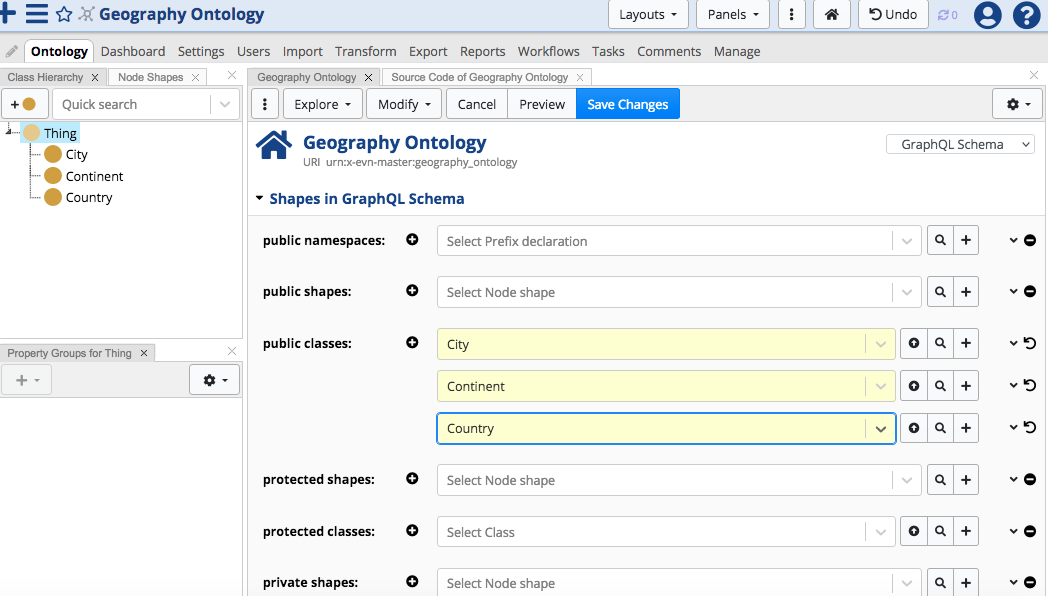 Geography Ontology
Layouts
Panels
Undo
0
Ontology Dashboard Settings Users Import Transform Export Reports Workflows Tasks Comments Manage
Class Hierarchy
Node Shapes
Quick search
Thing
City
Continent
Country
Property Groups for Thing
Geography Ontology
Source Code of Geography Ontology
Explore
Modify
Cancel
Preview
Save Changes
Geography Ontology
URI urn:x-evn-master:geography_ontology
GraphQL Schema
Shapes in GraphQL Schema
public namespaces: Select Prefix declaration
public shapes: Select Node shape
public classes: City
Continent
Country
protected shapes: Select Node shape
protected classes: Select Class
private shapes: Select Node shape